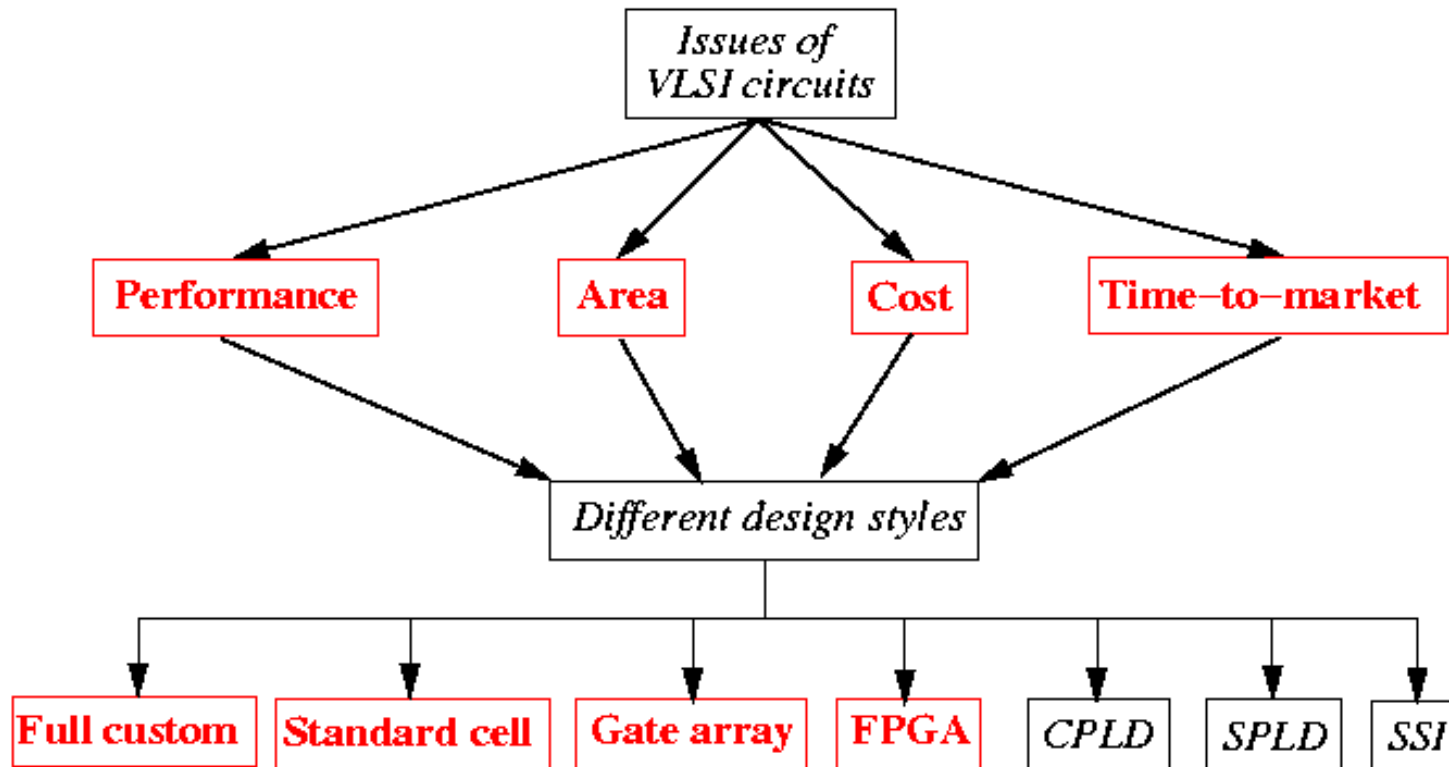 Issues of
VLSI circuits
Performance
Area
Cost
Time-to-market
Different design styles
Full custom
Standard cell
Gate array
FPGA
CPLD
SPLD
SSI